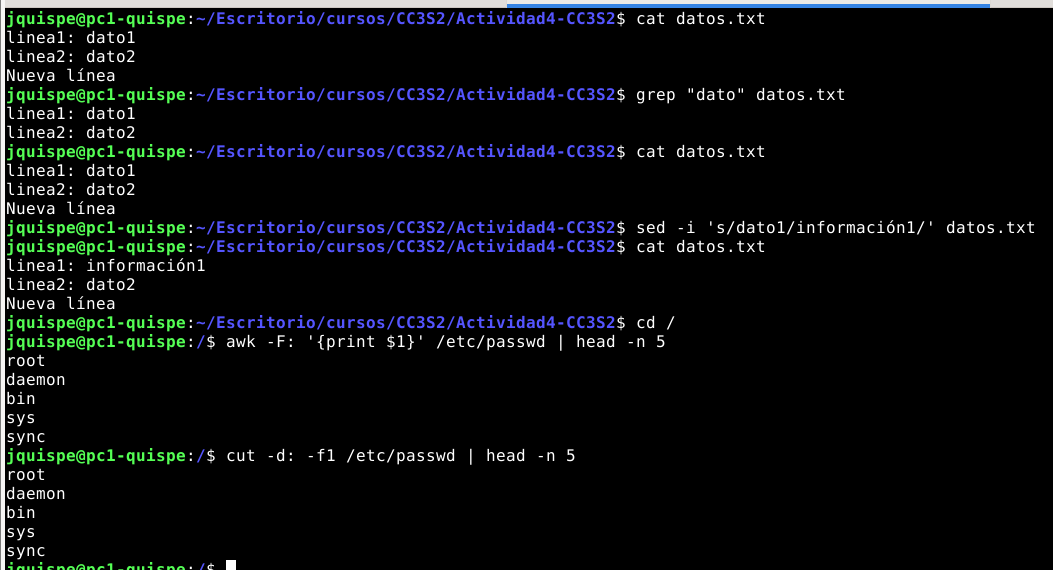 jquispe@pc1-quispe:~/Escritorio/cursos/CC3S2/Actividad4-CC3S2$ cat datos.txt
linea1: dato1
linea2: dato2
Nueva línea
jquispe@pc1-quispe:~/Escritorio/cursos/CC3S2/Actividad4-CC3S2$ grep "dato" datos.txt
linea1: dato1
linea2: dato2
jquispe@pc1-quispe:~/Escritorio/cursos/CC3S2/Actividad4-CC3S2$ cat datos.txt
linea1: dato1
linea2: dato2
Nueva línea
jquispe@pc1-quispe:~/Escritorio/cursos/CC3S2/Actividad4-CC3S2$ sed -i 's/dato1/información1/' datos.txt
jquispe@pc1-quispe:~/Escritorio/cursos/CC3S2/Actividad4-CC3S2$ cat datos.txt
linea1: información1
linea2: dato2
Nueva línea
jquispe@pc1-quispe:~/Escritorio/cursos/CC3S2/Actividad4-CC3S2$ cd /
jquispe@pc1-quispe:/$ awk -F: '{print $1}' /etc/passwd | head -n 5
root
daemon
bin
sys
sync
jquispe@pc1-quispe:/$ cut -d: -f1 /etc/passwd | head -n 5
root
daemon
bin
sys
sync
jquispe@pc1-quispe:/$